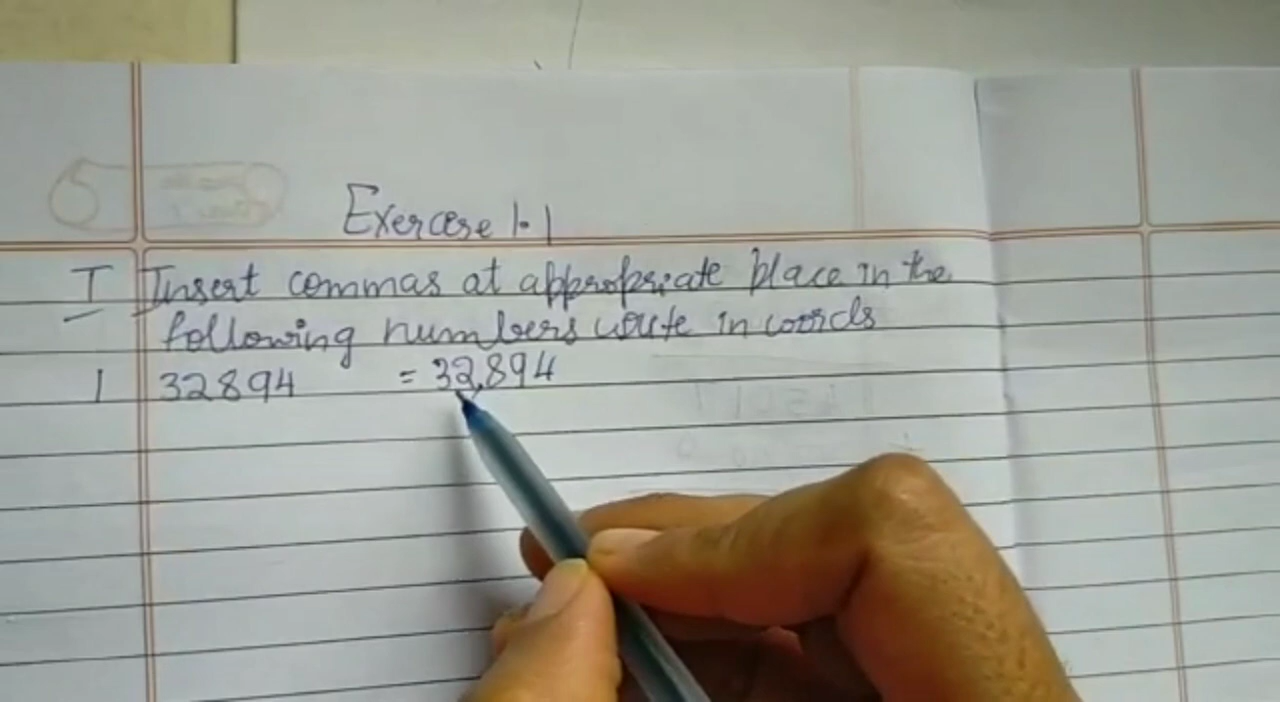 Exercise 1.1
I Insert commas at appropriate place in the
following numbers write in words
1 32894 = 32,894